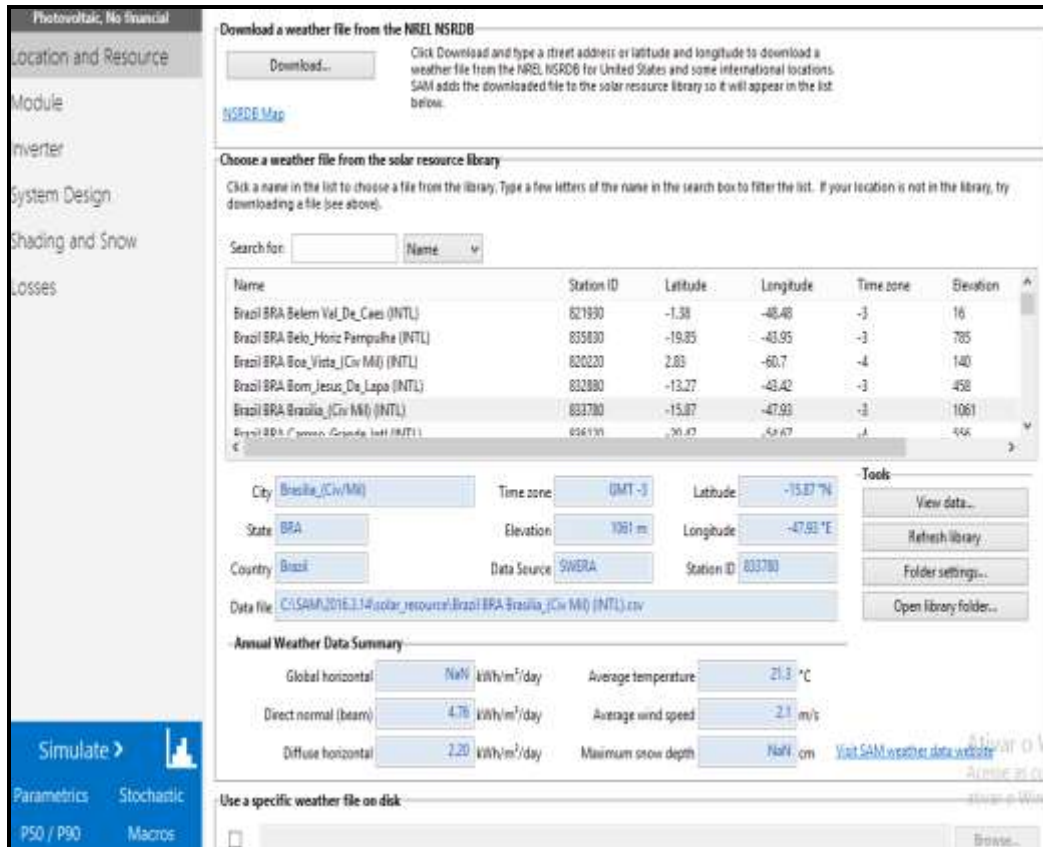 Photovoltaic, No financial
Location and Resource
Module
Inverter
System Design
Shading and Snow
Losses
Simulate >
Parametrics Stochastic
P50 / P90 Macros
Download a weather file from the NREL NSRDB
Download...
NSRDB Map
Click Download and type a street address or latitude and longitude to download a
weather file from the NREL NSRDB for United States and some international locations.
SAM adds the downloaded file to the solar resource library so it will appear in the list
below.
Choose a weather file from the solar resource library
Click a name in the list to choose a file from the library. Type a few letters of the name in the search box to filter the list. If your location is not in the library, try
downloading a file (see above).
Search for: Name
Name Station ID Latitude Longitude Time zone Elevation
Brazil BRA Belem Val_De_Caes (INTL) 821930 -1.38 -48.48 -3 16
Brazil BRA Belo_Horiz Pampulha (INTL) 835830 -19.85 -43.95 -3 785
Brazil BRA Boa_Vista_(Civ Mil) (INTL) 820220 2.83 -60.7 -4 140
Brazil BRA Bom_Jesus_Da_Lapa (INTL) 832880 -13.27 -43.42 -3 458
Brazil BRA Brasilia_(Civ Mil) (INTL) 833780 -15.87 -47.93 -3 1061
Brazil BRA Campo_Grande_Intl (INTL) 836120 -20.47 -54.67 -4 556
City Brasilia_(Civ/Mil) Time zone GMT -3 Latitude -15.87 °N
State BRA Elevation 1061 m Longitude -47.93 °E
Country Brazil Data Source SWERA Station ID 833780
Data file C:\SAM\2016.3.14\solar_resource\Brazil BRA Brasilia_(Civ Mil) (INTL).csv
Tools
View data...
Refresh library
Folder settings...
Open library folder...
Annual Weather Data Summary
Global horizontal NaN kWh/m²/day Average temperature 21.3 °C
Direct normal (beam) 4.76 kWh/m²/day Average wind speed 2.1 m/s
Diffuse horizontal 2.20 kWh/m²/day Maximum snow depth NaN cm Visit SAM weather data website
Ativar o W
Use a specific weather file on disk
Browse...